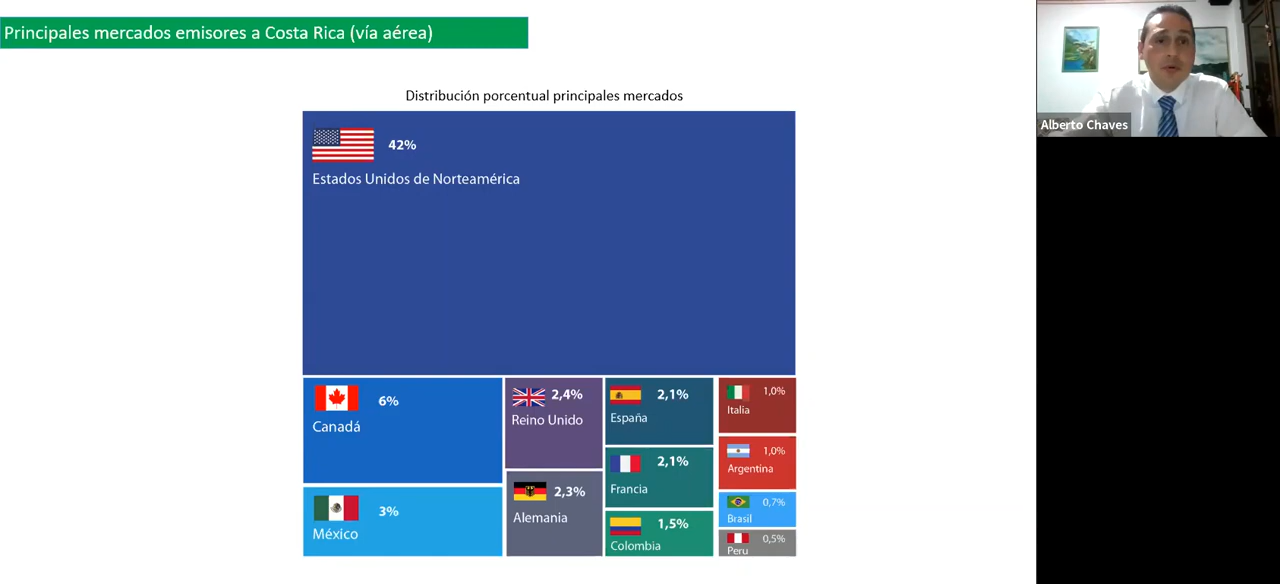 Principales mercados emisores a Costa Rica (vía aérea)
Alberto Chaves
Distribución porcentual principales mercados
42%
Estados Unidos de Norteamérica
6%
Canadá
3%
México
2,4%
Reino Unido
2,3%
Alemania
2,1%
España
2,1%
Francia
1,5%
Colombia
1,0%
Italia
1,0%
Argentina
0,7%
Brasil
0,5%
Peru